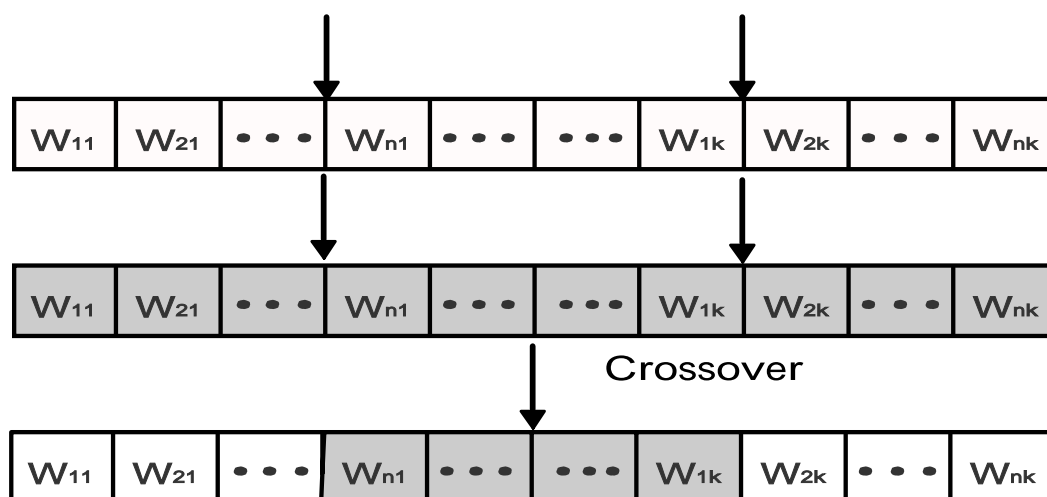 W11 W21 • • • Wn1 • • • • • • W1k W2k • • • Wnk
W11 W21 • • • Wn1 • • • • • • W1k W2k • • • Wnk
Crossover
W11 W21 • • • Wn1 • • • • • • W1k W2k • • • Wnk